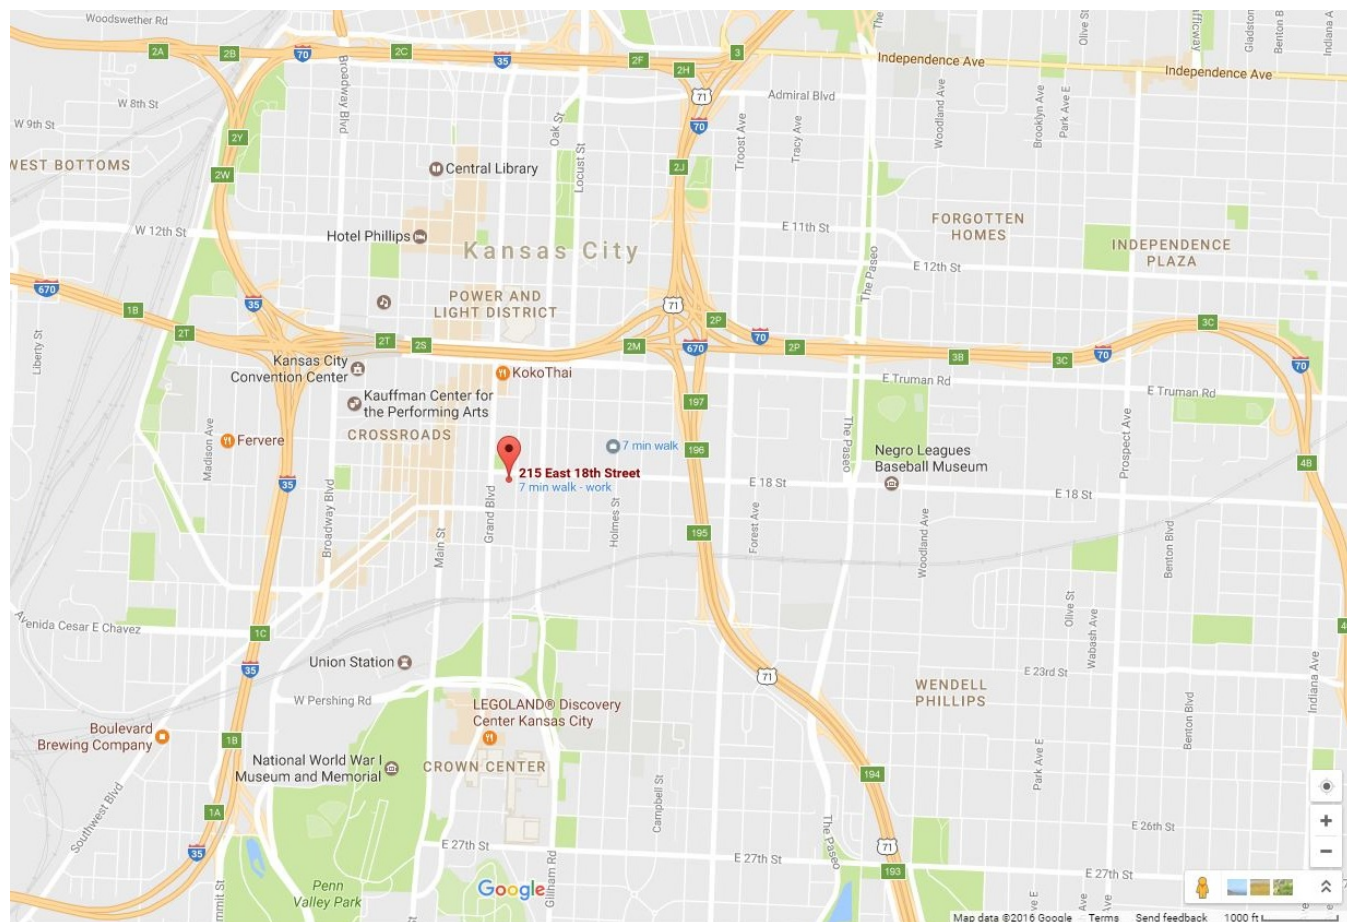 Woodswether Rd
2A
2B
70
2C
35
2F
2H
3
Independence Ave
Independence Ave
Olive St
Gladston
Benton B
Indiana A
W 8th St
W 9th St
Broadway Blvd
Oak St
Locust St
71
70
Admiral Blvd
Troost Ave
Tracy Ave
Woodland Ave
Brooklyn Ave
Park Ave E
2Y
2W
2J
WEST BOTTOMS
Central Library
W 12th St
Hotel Phillips
Kansas City
E 11th St
FORGOTTEN
HOMES
INDEPENDENCE
PLAZA
E 12th St
The Paseo
670
1B
35
POWER AND
LIGHT DISTRICT
71
2P
70
3C
2T
2T
2S
2M
670
2P
3B
3C
70
70
Liberty St
Kansas City
Convention Center
KokoThai
E Truman Rd
E Truman Rd
Kauffman Center for
the Performing Arts
197
Madison Ave
Fervere
CROSSROADS
7 min walk
196
The Paseo
Negro Leagues
Baseball Museum
Prospect Ave
4B
215 East 18th Street
7 min walk - work
35
E 18 St
E 18 St
Broadway Blvd
Main St
Grand Blvd
Holmes St
195
Forest Ave
Woodland Ave
Benton Blvd
Avenida Cesar E Chavez
1C
Olive St
Wabash Ave
35
Union Station
W Pershing Rd
71
E 23rd St
WENDELL
PHILLIPS
Indiana Ave
LEGOLAND® Discovery
Center Kansas City
Boulevard
Brewing Company
1B
National World War I
Museum and Memorial
CROWN CENTER
194
Park Ave E
Benton Blvd
Southwest Blvd
1A
Campbell St
The Paseo
E 26th St
E 27th St
E 27th St
E 27th St
35
71
193
Penn
Valley Park
Gillham Rd
mmit St
Google
Map data ©2016 Google
Terms
Send feedback
1000 ft